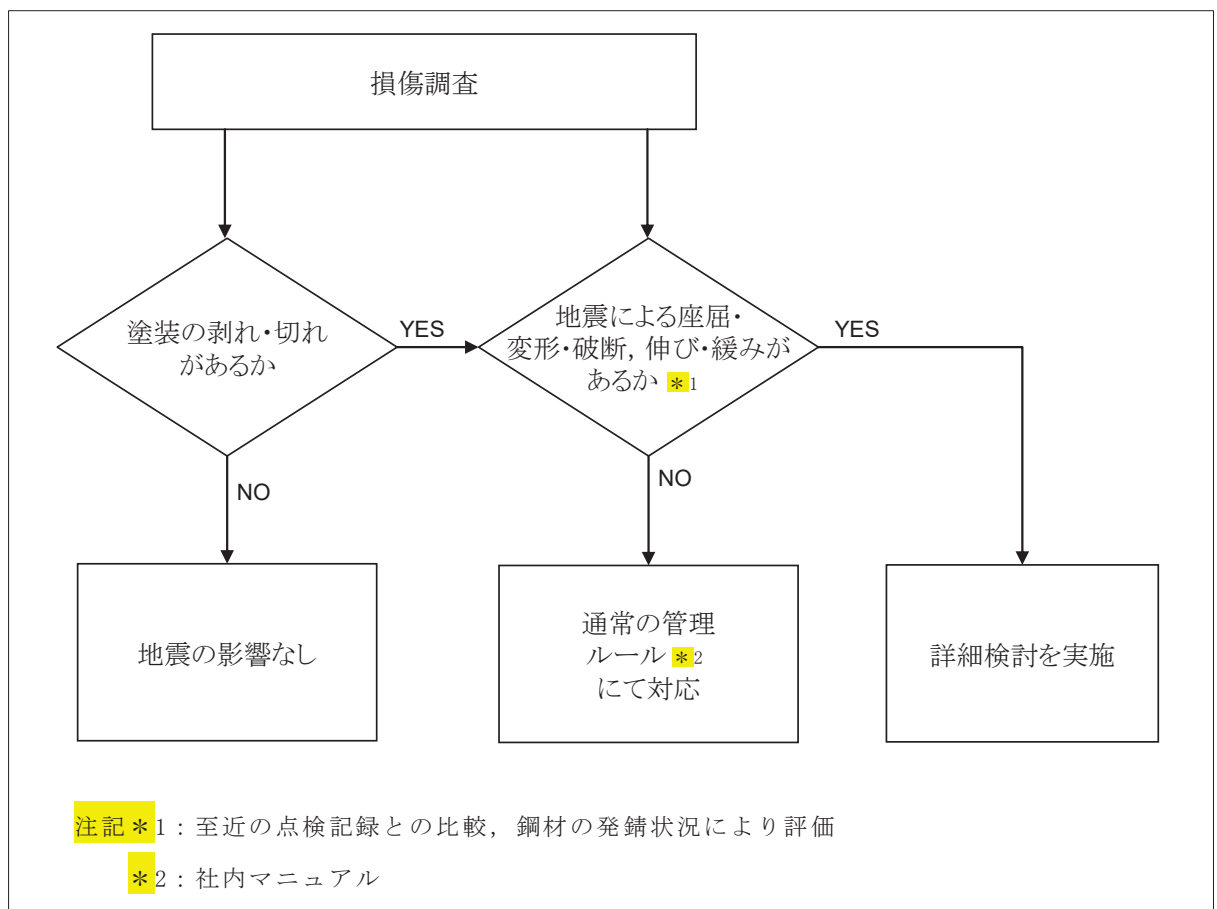 損傷調査
塗装の剥れ・切れ
があるか
YES
地震による座屈・
変形・破断，伸び・緩みが
あるか ＊1
YES
NO
NO
地震の影響なし
通常の管理
ルール＊2
にて対応
詳細検討を実施
注記＊1：至近の点検記録との比較，鋼材の発錆状況により評価
＊2：社内マニュアル